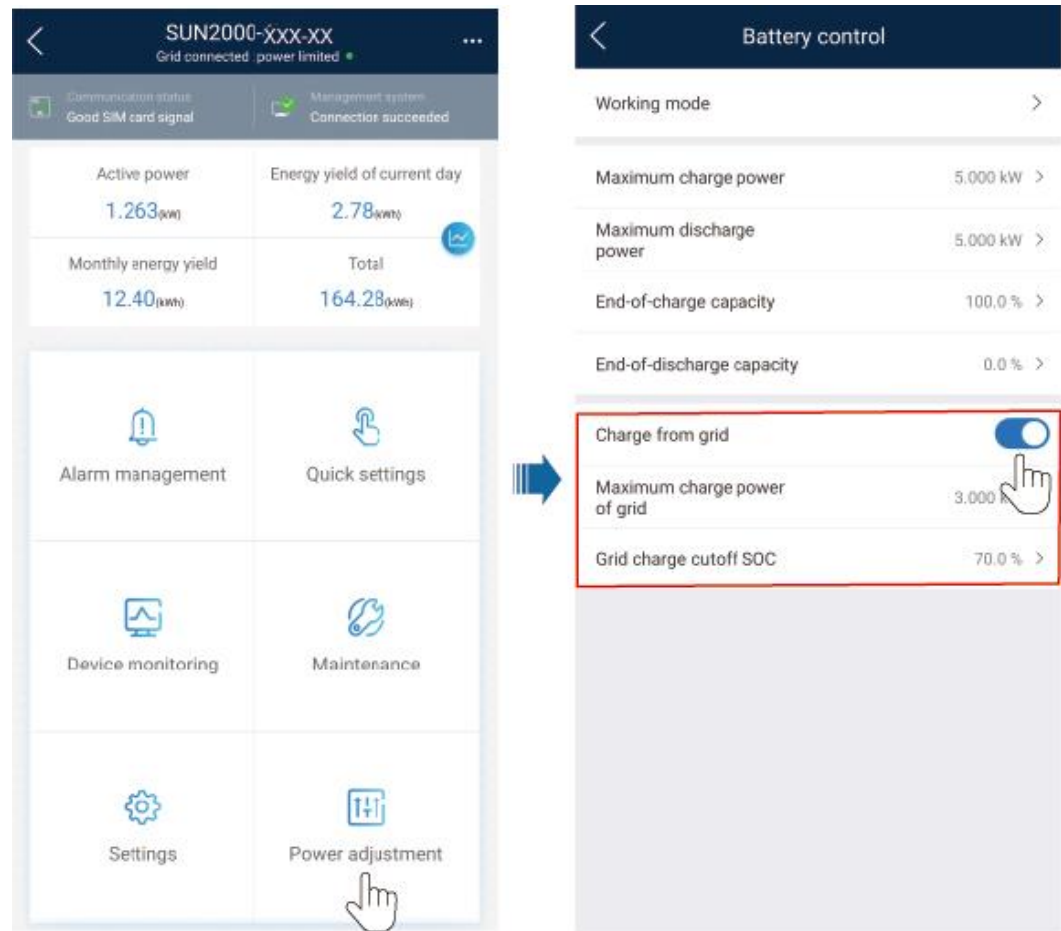 SUN2000-XXX-XX
Grid connected :power limited
Communication status
Good SIM card signal
Management system
Connection succeeded
Active power
1.263(kW)
Energy yield of current day
2.78(kWh)
Monthly energy yield
12.40(kWh)
Total
164.28(kWh)
Alarm management
Quick settings
Device monitoring
Maintenance
Settings
Power adjustment
Battery control
Working mode
Maximum charge power
5.000 kW
Maximum discharge
power
5.000 kW
End-of-charge capacity
100.0 %
End-of-discharge capacity
0.0 %
Charge from grid
Maximum charge power
of grid
3.000
Grid charge cutoff SOC
70.0 %